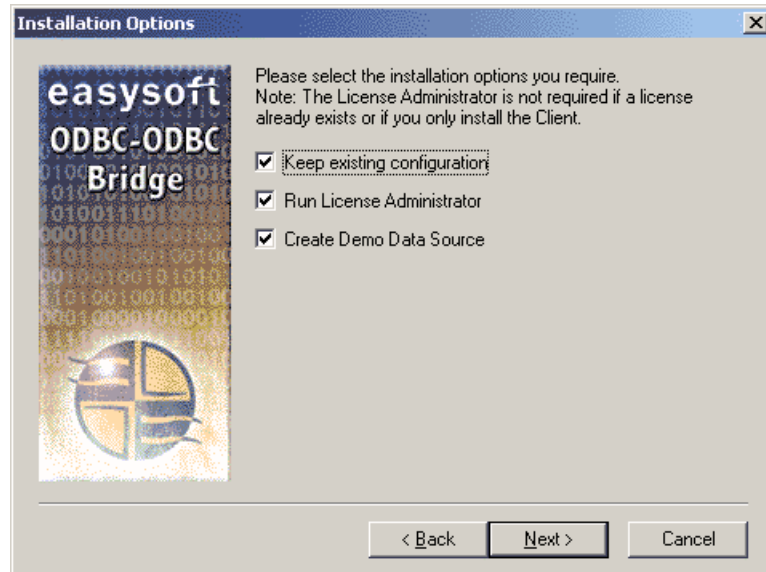 Installation Options
easysoft
ODBC-ODBC
Bridge
Please select the installation options you require.
Note: The License Administrator is not required if a license
already exists or if you only install the Client.
Keep existing configuration
Run License Administrator
Create Demo Data Source
< Back
Next >
Cancel